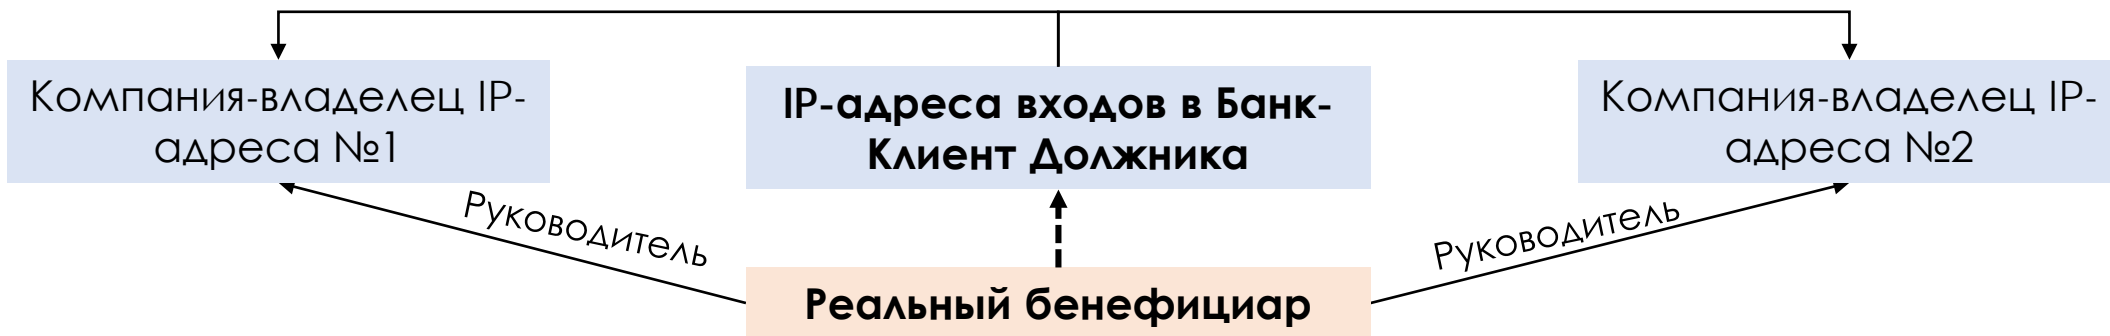 Компания-владелец IP-
адреса №1
IP-адреса входов в Банк-
Клиент Должника
Компания-владелец IP-
адреса №2
Руководитель
Руководитель
Реальный бенефициар